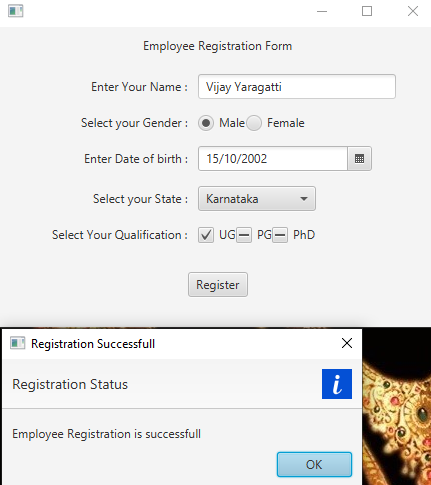 Employee Registration Form
Enter Your Name : Vijay Yaragatti
Select your Gender : Male Female
Enter Date of birth : 15/10/2002
Select your State : Karnataka
Select Your Qualification : UG PG PhD
Register
Registration Successfull
Registration Status
i
Employee Registration is successfull
OK